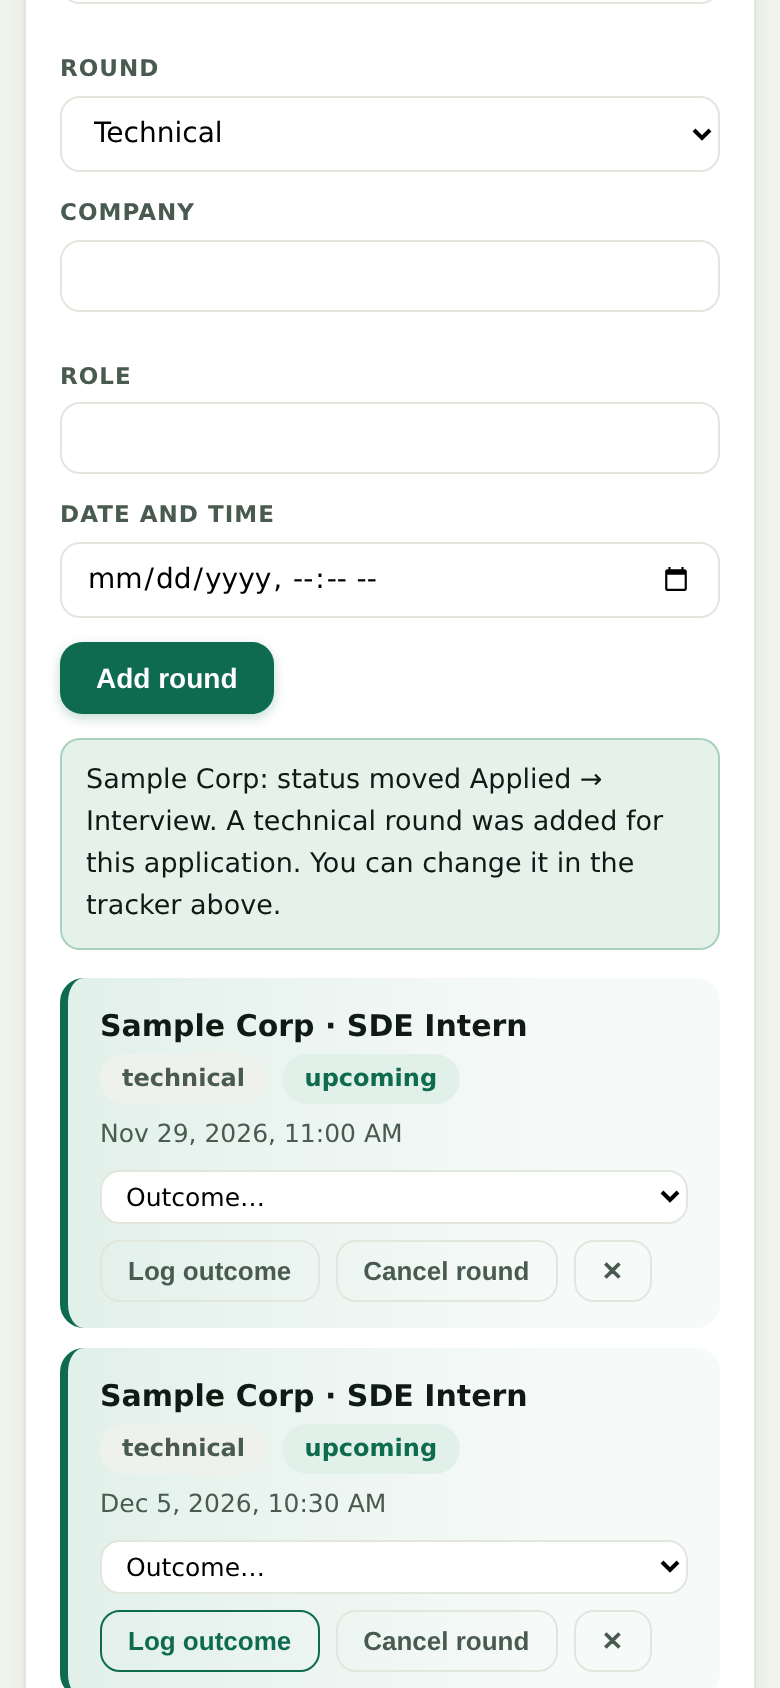 ROUND
Technical
COMPANY
ROLE
DATE AND TIME
mm/dd/yyyy, --:-- --
Add round
Sample Corp: status moved Applied →
Interview. A technical round was added for
this application. You can change it in the
tracker above.
Sample Corp · SDE Intern
technical upcoming
Nov 29, 2026, 11:00 AM
Outcome...
Log outcome Cancel round ✕
Sample Corp · SDE Intern
technical upcoming
Dec 5, 2026, 10:30 AM
Outcome...
Log outcome Cancel round ✕